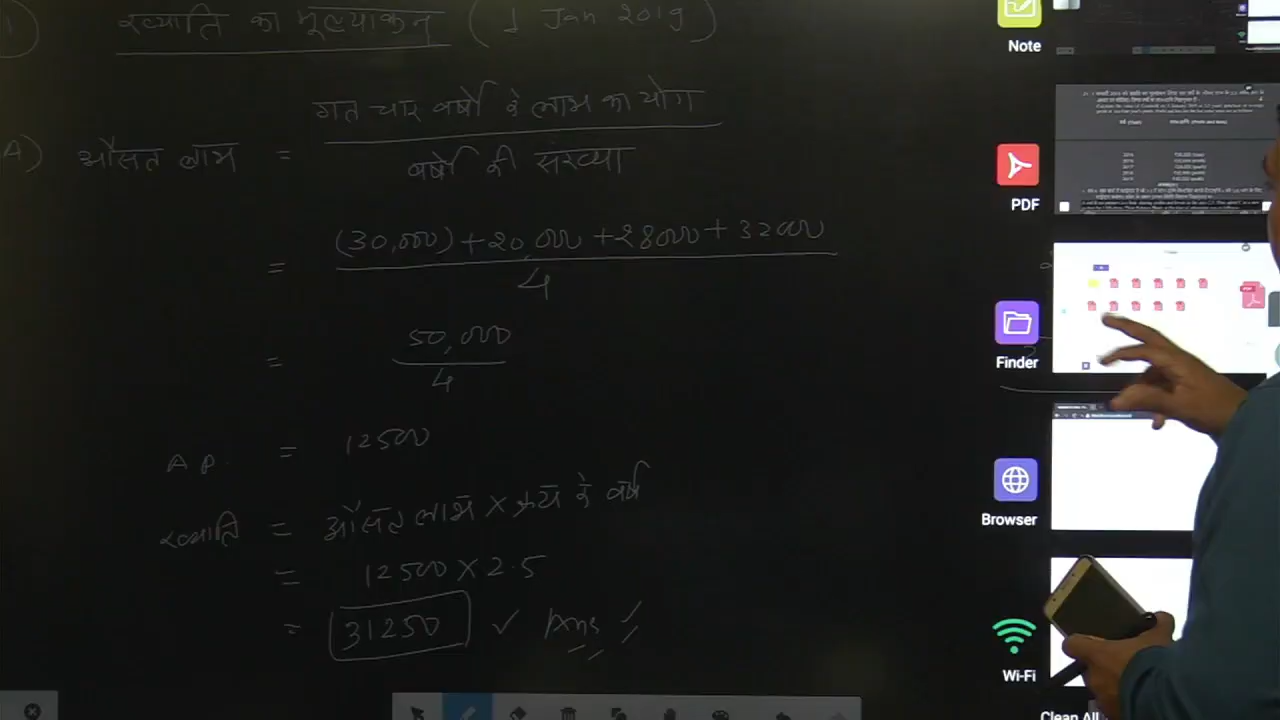 ख्याति का मूल्यांकन (1 Jan 2019)
गत चार वर्षों के लाभ का योग
A) औसत लाभ =
वर्षों की संख्या
= (30,000) + 20,000 + 28000 + 32000
4
= 50,000
4
A P. = 12500
ख्याति = औसत लाभ × क्रय के वर्ष
= 12500 × 2.5
= 31250 ✓ Ans
Note
PDF
Finder
Browser
Wi-Fi
Clean All